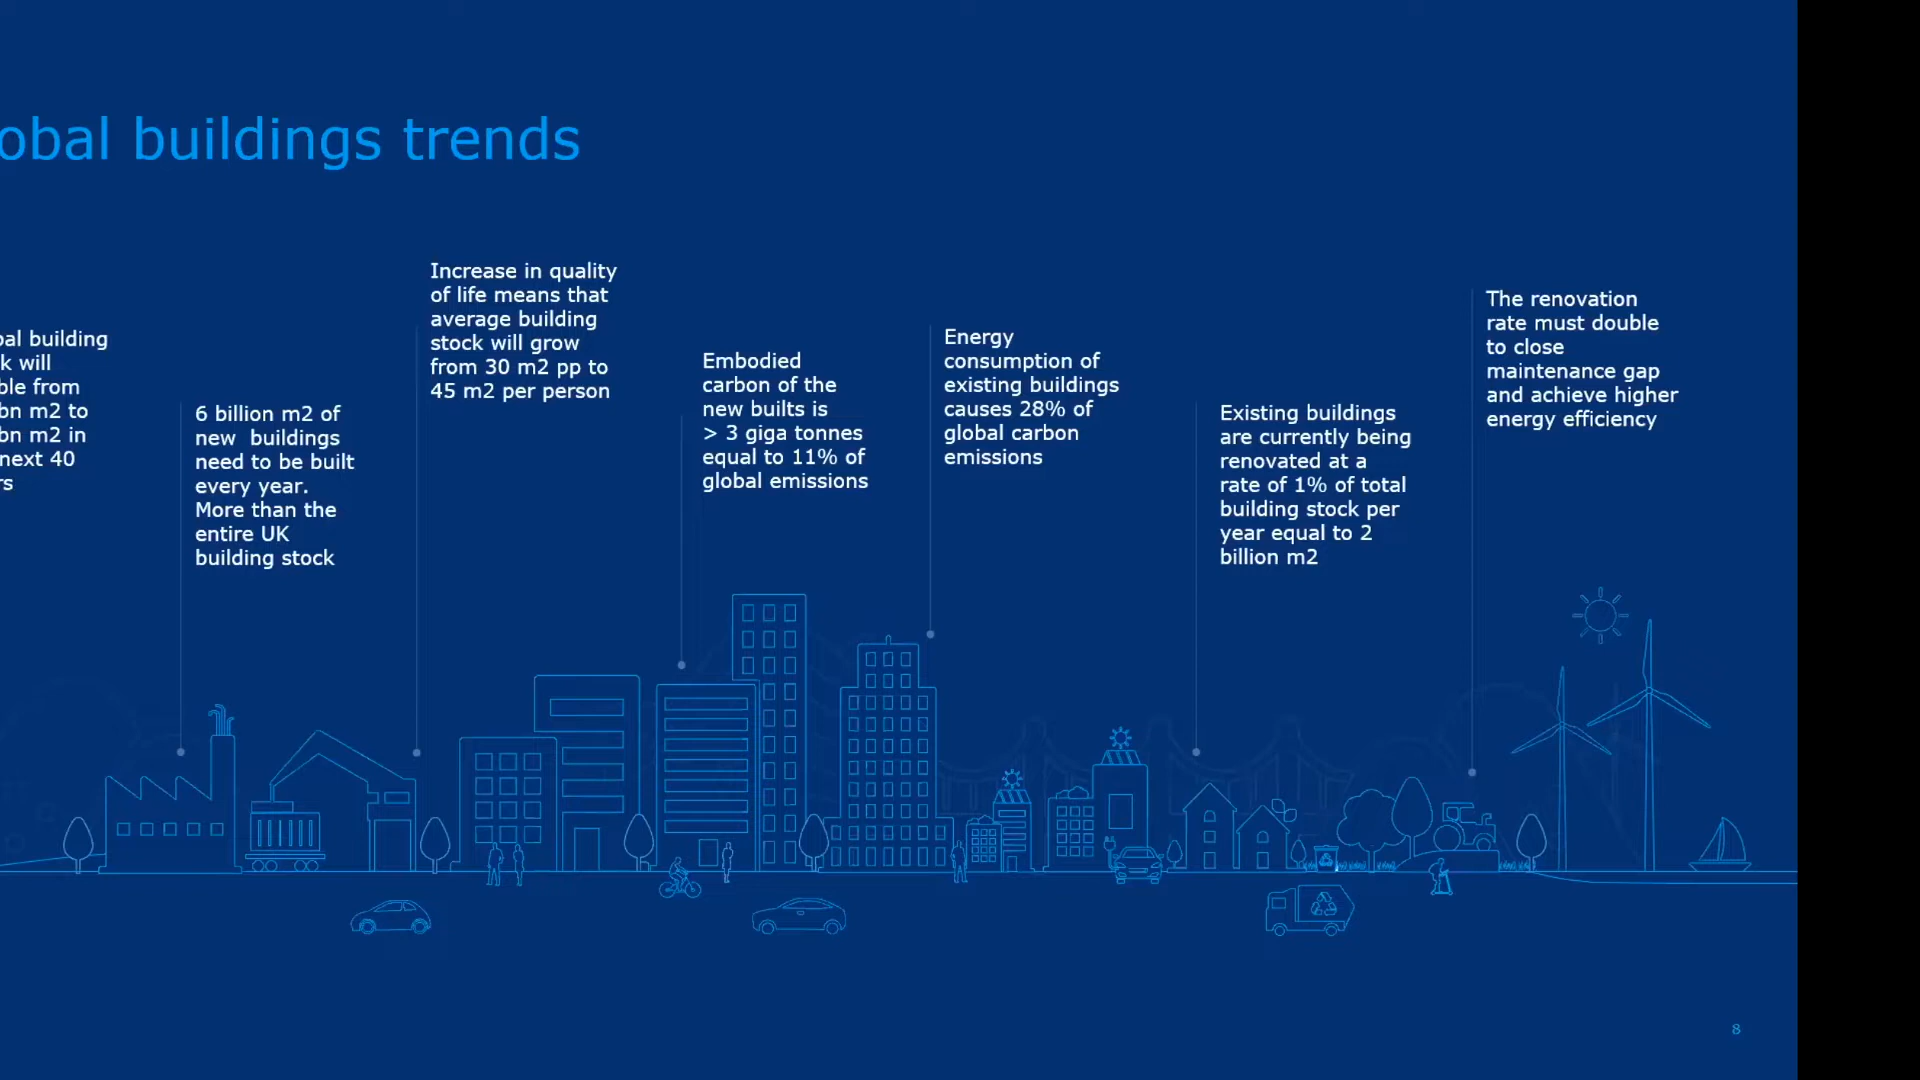 obal buildings trends
bal building
k will
ble from
bn m2 to
bn m2 in
next 40
rs
6 billion m2 of
new  buildings
need to be built
every year.
More than the
entire UK
building stock
Increase in quality
of life means that
average building
stock will grow
from 30 m2 pp to
45 m2 per person
Embodied
carbon of the
new builts is
> 3 giga tonnes
equal to 11% of
global emissions
Energy
consumption of
existing buildings
causes 28% of
global carbon
emissions
Existing buildings
are currently being
renovated at a
rate of 1% of total
building stock per
year equal to 2
billion m2
The renovation
rate must double
to close
maintenance gap
and achieve higher
energy efficiency
8